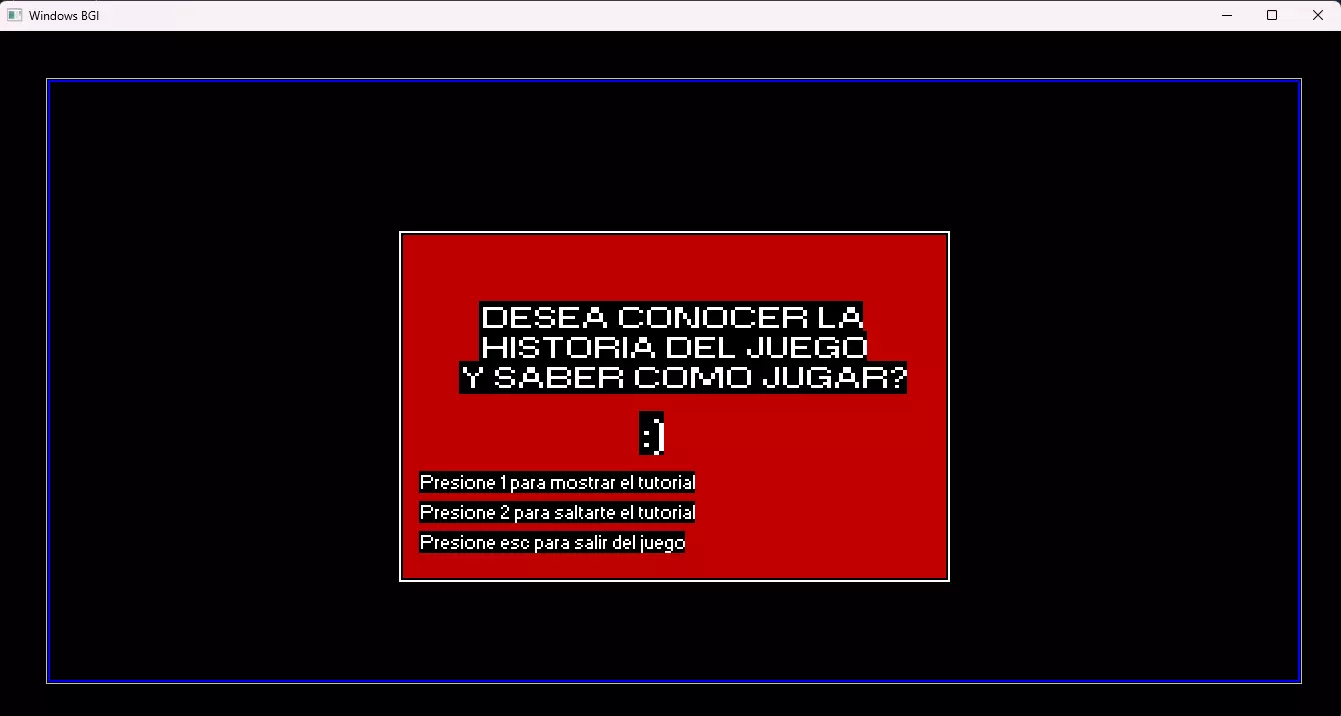 Windows BGI
DESEA CONOCER LA
HISTORIA DEL JUEGO
Y SABER COMO JUGAR?
:)
Presione 1 para mostrar el tutorial
Presione 2 para saltarte el tutorial
Presione esc para salir del juego